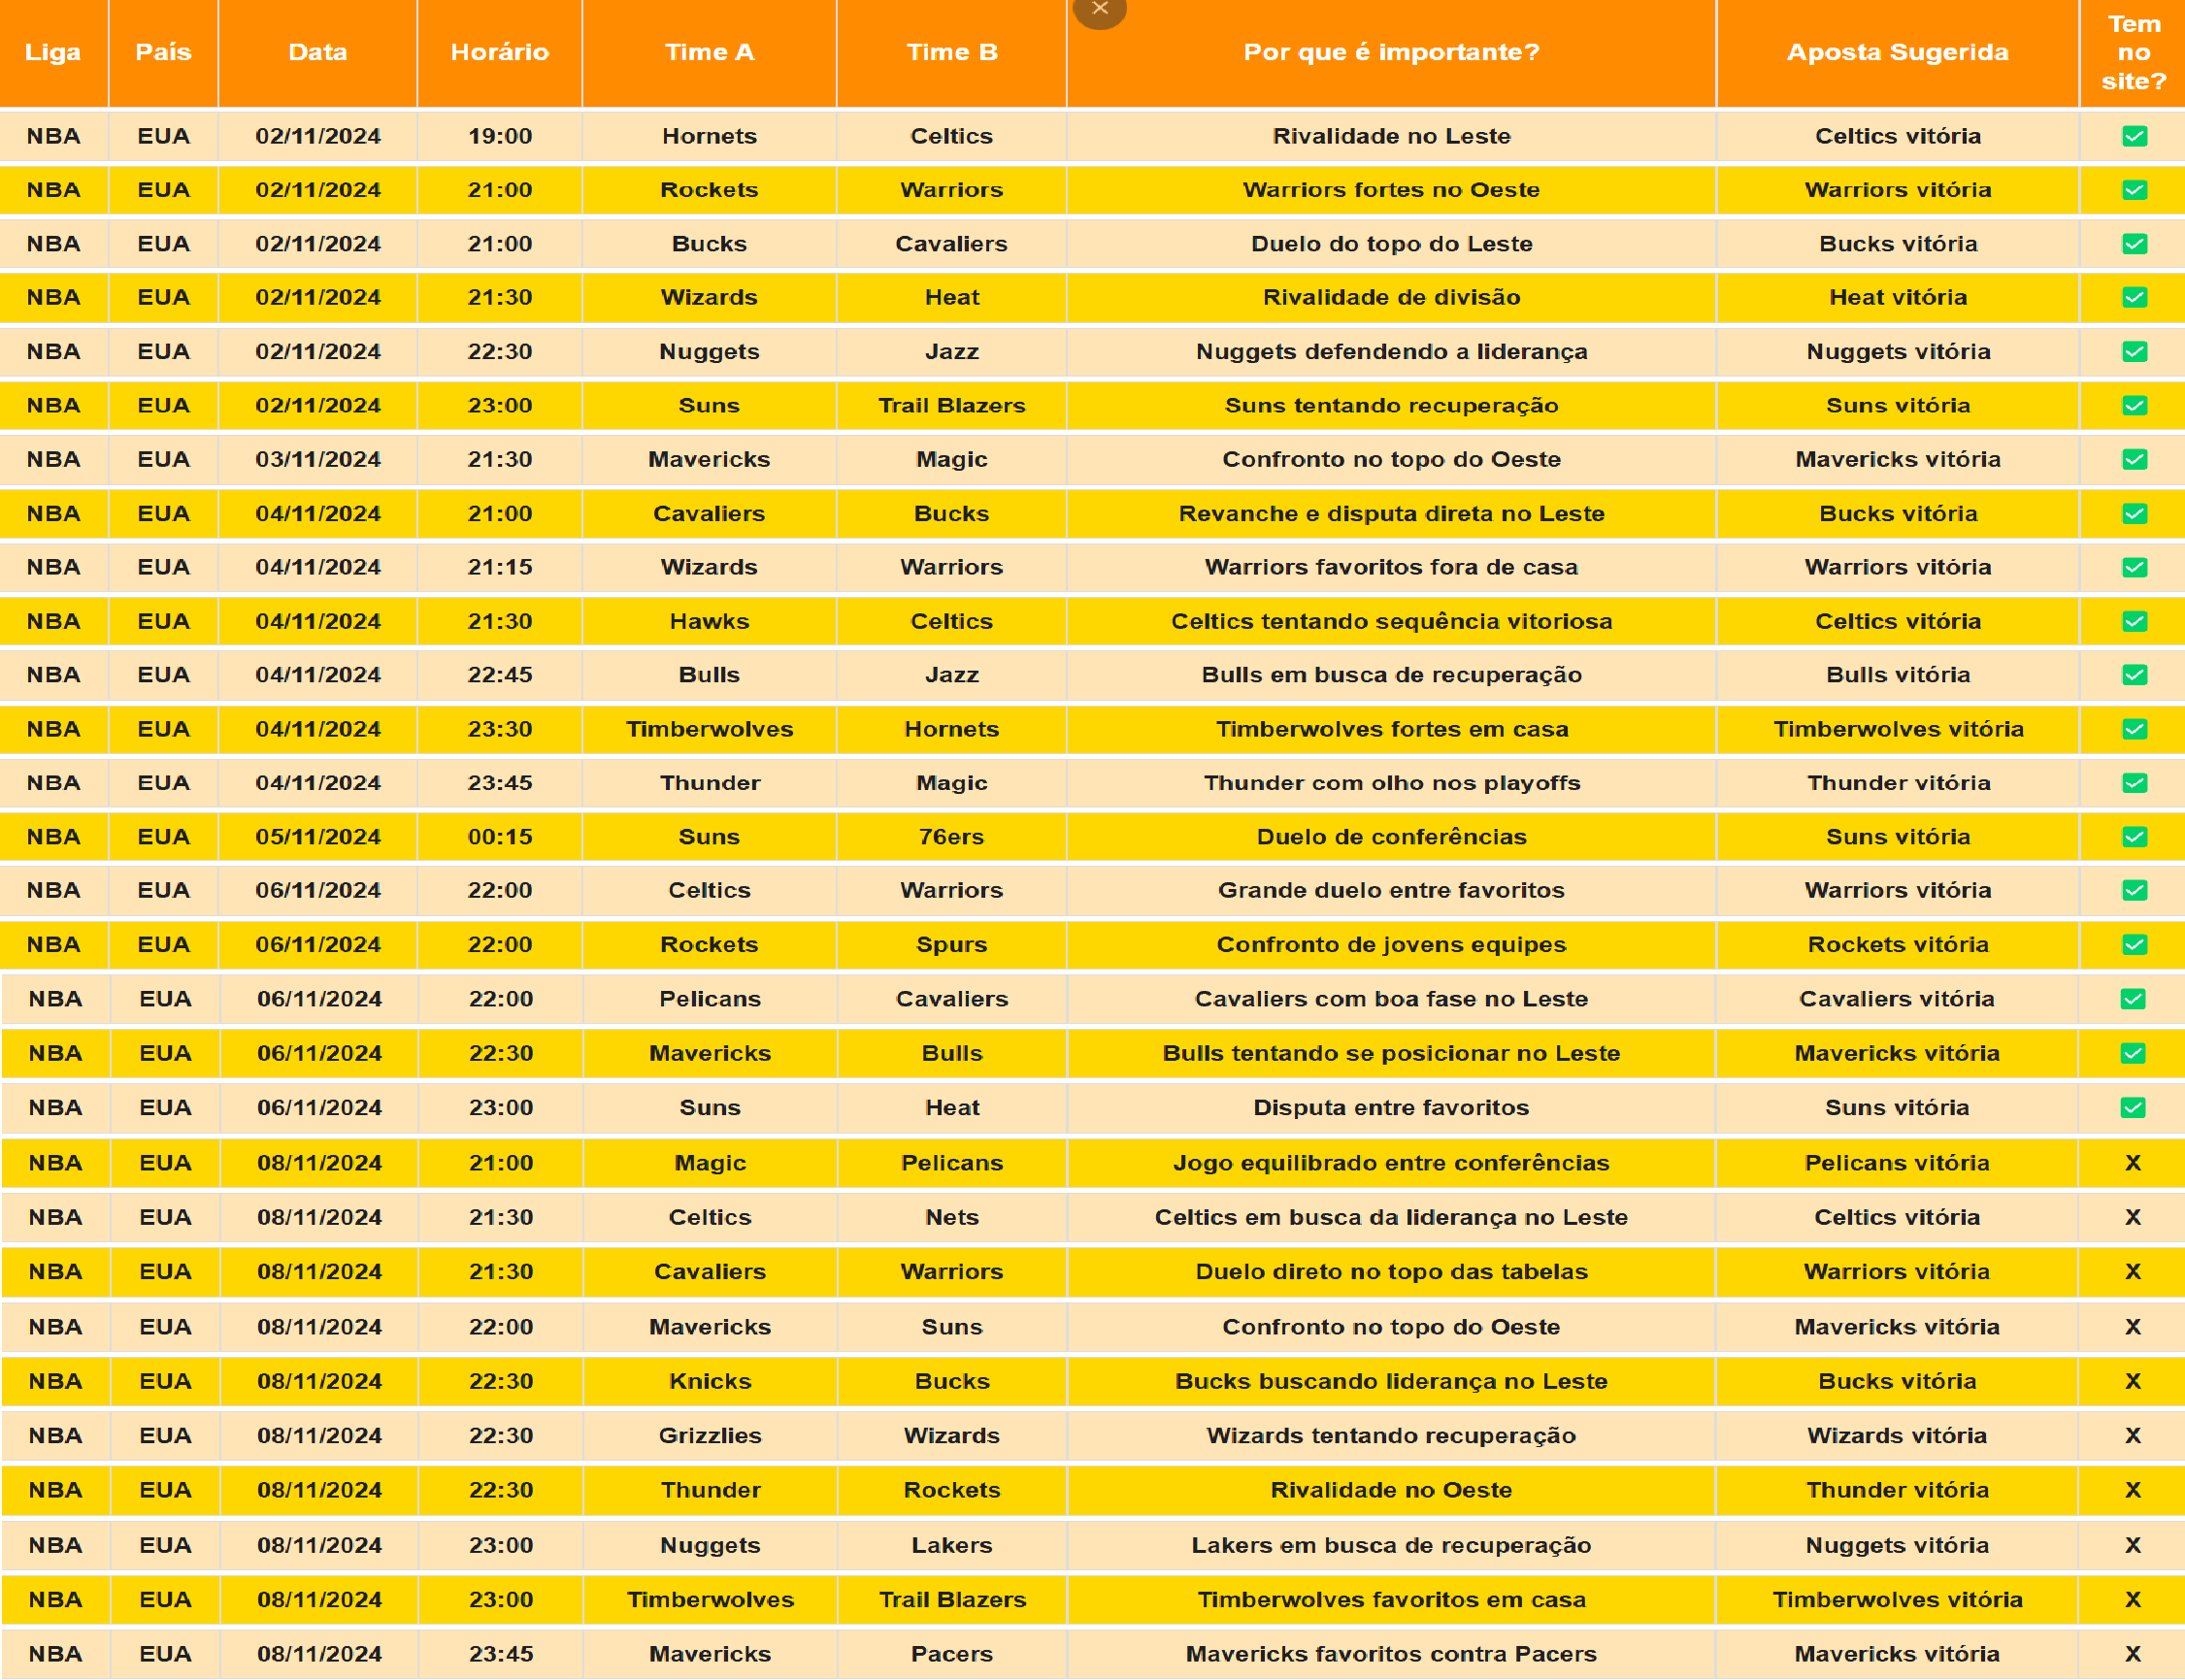 Liga País Data Horário Time A Time B Por que é importante? Aposta Sugerida Tem no site?
NBA EUA 02/11/2024 19:00 Hornets Celtics Rivalidade no Leste Celtics vitória ✅
NBA EUA 02/11/2024 21:00 Rockets Warriors Warriors fortes no Oeste Warriors vitória ✅
NBA EUA 02/11/2024 21:00 Bucks Cavaliers Duelo do topo do Leste Bucks vitória ✅
NBA EUA 02/11/2024 21:30 Wizards Heat Rivalidade de divisão Heat vitória ✅
NBA EUA 02/11/2024 22:30 Nuggets Jazz Nuggets defendendo a liderança Nuggets vitória ✅
NBA EUA 02/11/2024 23:00 Suns Trail Blazers Suns tentando recuperação Suns vitória ✅
NBA EUA 03/11/2024 21:30 Mavericks Magic Confronto no topo do Oeste Mavericks vitória ✅
NBA EUA 04/11/2024 21:00 Cavaliers Bucks Revanche e disputa direta no Leste Bucks vitória ✅
NBA EUA 04/11/2024 21:15 Wizards Warriors Warriors favoritos fora de casa Warriors vitória ✅
NBA EUA 04/11/2024 21:30 Hawks Celtics Celtics tentando sequência vitoriosa Celtics vitória ✅
NBA EUA 04/11/2024 22:45 Bulls Jazz Bulls em busca de recuperação Bulls vitória ✅
NBA EUA 04/11/2024 23:30 Timberwolves Hornets Timberwolves fortes em casa Timberwolves vitória ✅
NBA EUA 04/11/2024 23:45 Thunder Magic Thunder com olho nos playoffs Thunder vitória ✅
NBA EUA 05/11/2024 00:15 Suns 76ers Duelo de conferências Suns vitória ✅
NBA EUA 06/11/2024 22:00 Celtics Warriors Grande duelo entre favoritos Warriors vitória ✅
NBA EUA 06/11/2024 22:00 Rockets Spurs Confronto de jovens equipes Rockets vitória ✅
NBA EUA 06/11/2024 22:00 Pelicans Cavaliers Cavaliers com boa fase no Leste Cavaliers vitória ✅
NBA EUA 06/11/2024 22:30 Mavericks Bulls Bulls tentando se posicionar no Leste Mavericks vitória ✅
NBA EUA 06/11/2024 23:00 Suns Heat Disputa entre favoritos Suns vitória ✅
NBA EUA 08/11/2024 21:00 Magic Pelicans Jogo equilibrado entre conferências Pelicans vitória X
NBA EUA 08/11/2024 21:30 Celtics Nets Celtics em busca da liderança no Leste Celtics vitória X
NBA EUA 08/11/2024 21:30 Cavaliers Warriors Duelo direto no topo das tabelas Warriors vitória X
NBA EUA 08/11/2024 22:00 Mavericks Suns Confronto no topo do Oeste Mavericks vitória X
NBA EUA 08/11/2024 22:30 Knicks Bucks Bucks buscando liderança no Leste Bucks vitória X
NBA EUA 08/11/2024 22:30 Grizzlies Wizards Wizards tentando recuperação Wizards vitória X
NBA EUA 08/11/2024 22:30 Thunder Rockets Rivalidade no Oeste Thunder vitória X
NBA EUA 08/11/2024 23:00 Nuggets Lakers Lakers em busca de recuperação Nuggets vitória X
NBA EUA 08/11/2024 23:00 Timberwolves Trail Blazers Timberwolves favoritos em casa Timberwolves vitória X
NBA EUA 08/11/2024 23:45 Mavericks Pacers Mavericks favoritos contra Pacers Mavericks vitória X